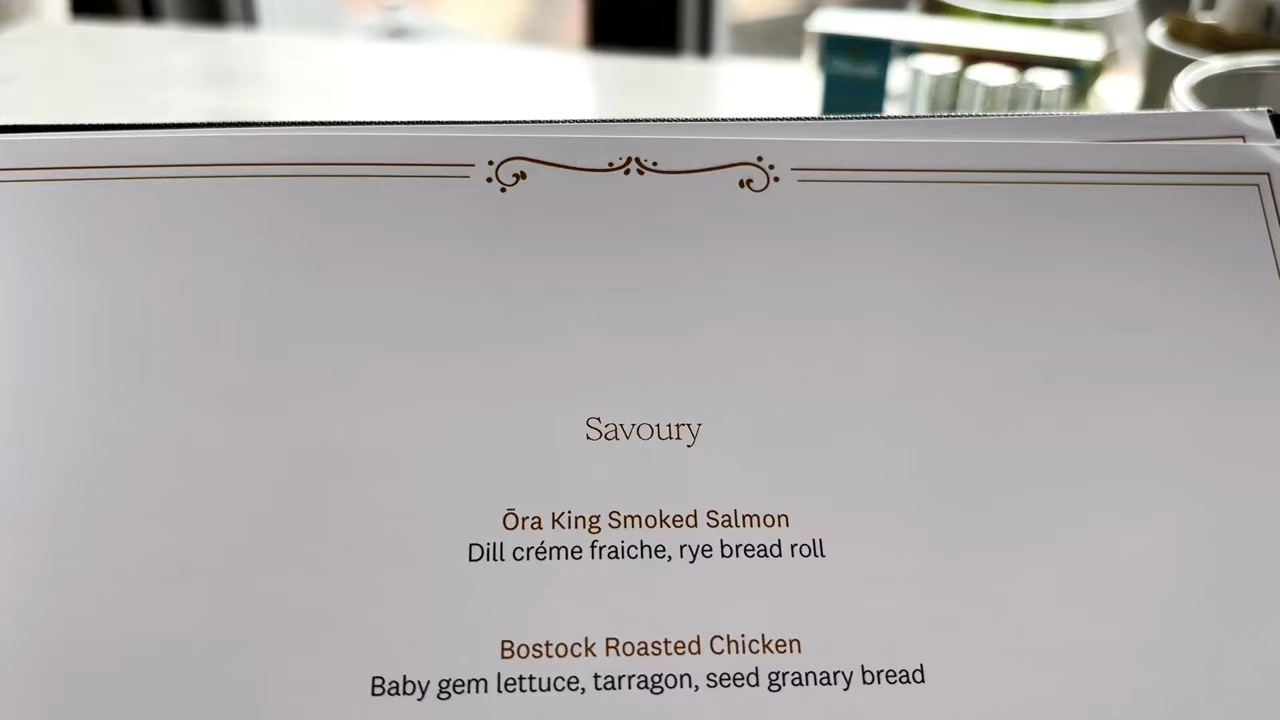 Savoury
Ōra King Smoked Salmon
Dill créme fraiche, rye bread roll
Bostock Roasted Chicken
Baby gem lettuce, tarragon, seed granary bread